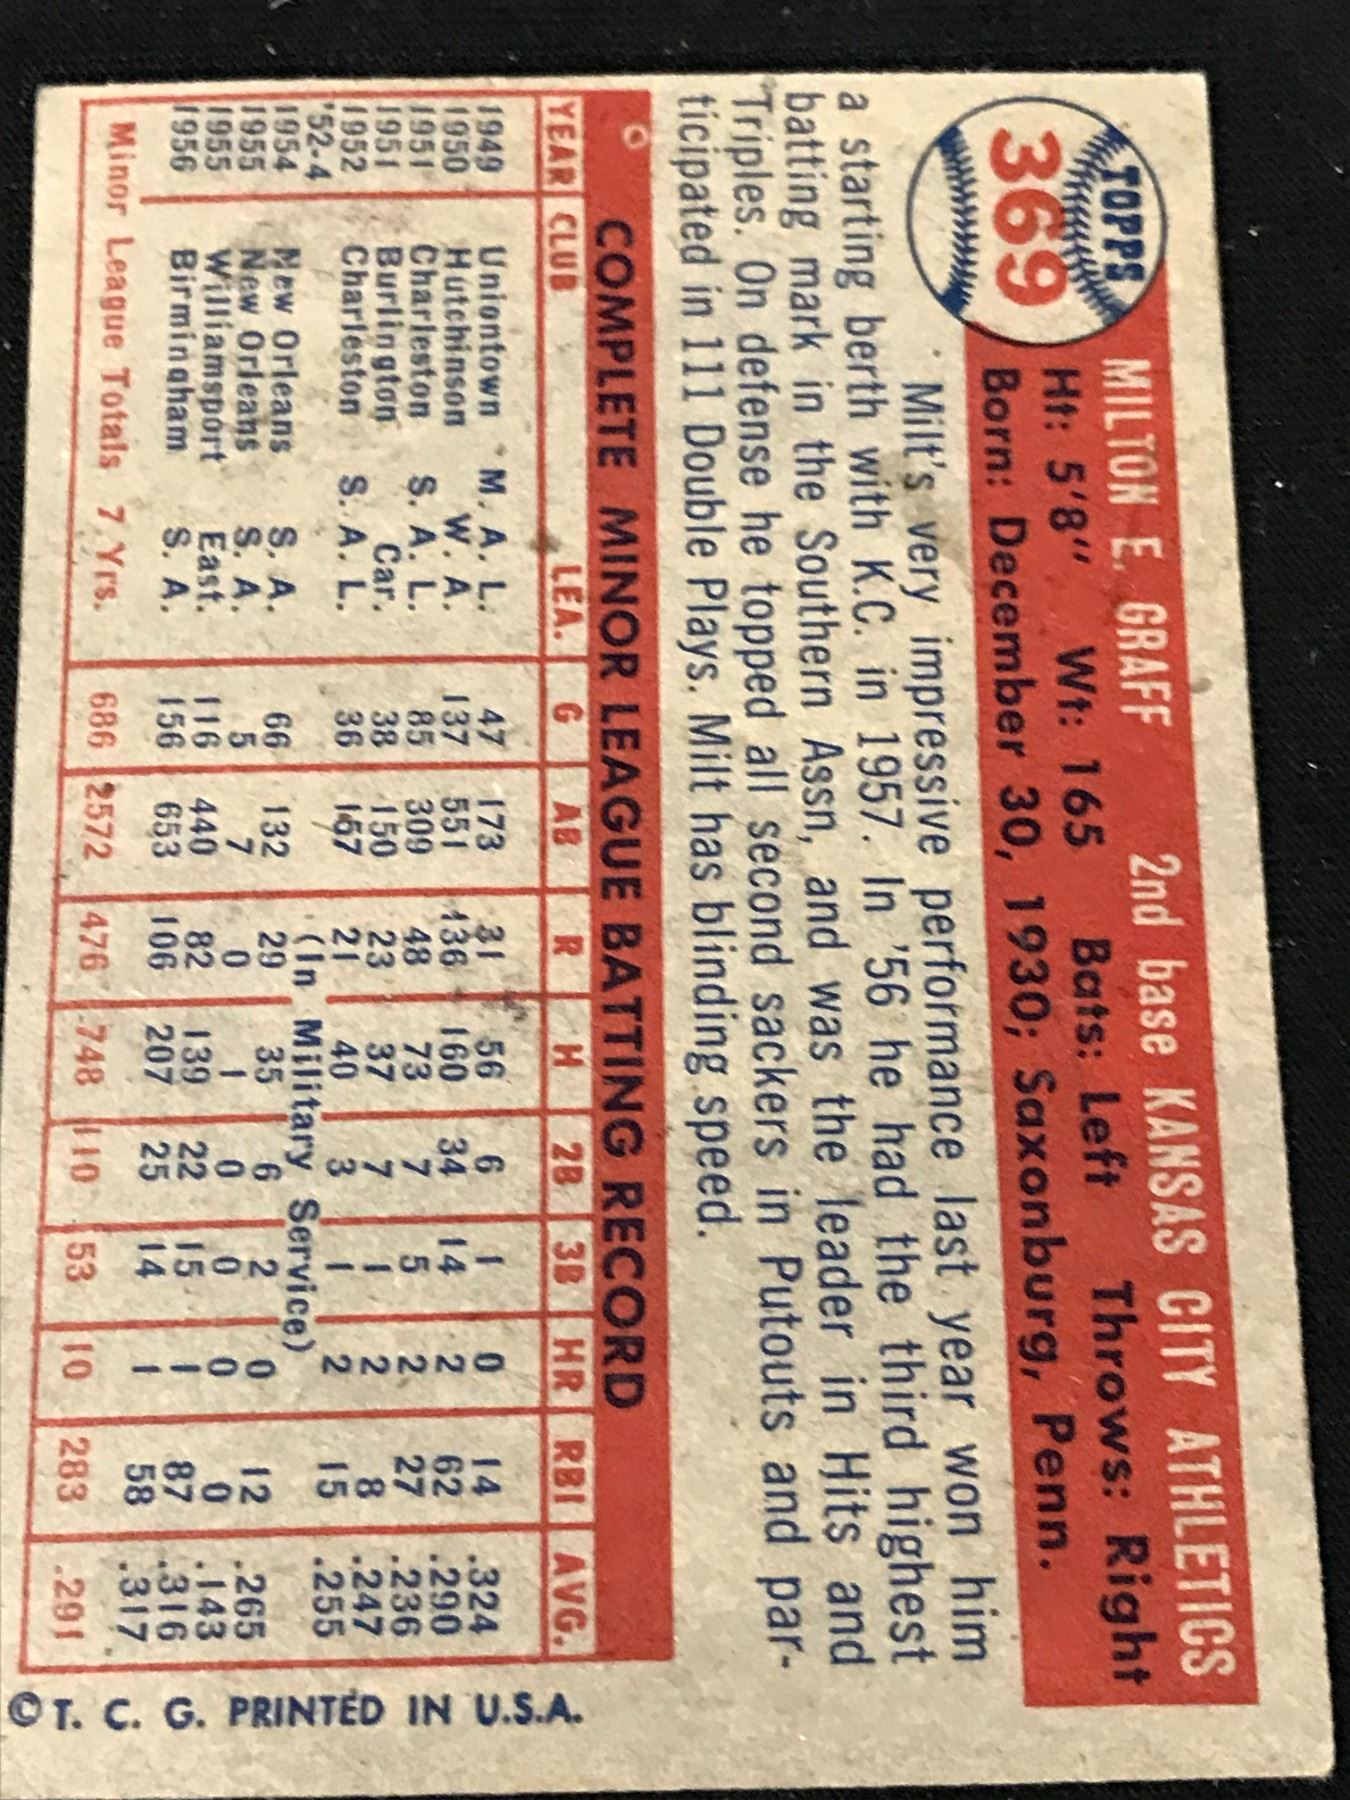 TOPPS
369
MILTON E. GRAFF 2nd base KANSAS CITY ATHLETICS
Ht: 5'8" Wt: 165 Bats: Left Throws: Right
Born: December 30, 1930; Saxonburg, Penn.
Milt's very impressive performance last year won him
a starting berth with K.C. in 1957. In '56 he had the third highest
batting mark in the Southern Assn, and was the leader in Hits and
Triples. On defense he topped all second sackers in Putouts and par-
ticipated in 111 Double Plays. Milt has blinding speed.
COMPLETE MINOR LEAGUE BATTING RECORD
YEAR CLUB LEA. G AB R H 2B 3B HR RBI AVG.
1949 Uniontown M. A. L. 47 173 31 56 6 1 0 14 .324
1950 Hutchinson W. A. 137 551 136 160 34 14 2 62 .290
1951 Charleston S. A. L. 85 309 48 73 7 5 2 27 .236
1951 Burlington Car. 38 150 23 37 7 1 2 8 .247
1952 Charleston S. A. L. 36 157 21 40 3 1 2 15 .255
'52-4 (In Military Service)
1954 New Orleans S. A. 66 132 29 35 6 2 0 12 .265
1955 New Orleans S. A. 5 7 0 1 0 0 0 0 .143
1955 Williamsport East. 116 440 82 139 22 15 1 87 .316
1956 Birmingham S. A. 156 653 106 207 25 14 1 58 .317
Minor League Totals 7 Yrs. 686 2572 476 748 110 53 10 283 .291
© T. C. G. PRINTED IN U.S.A.